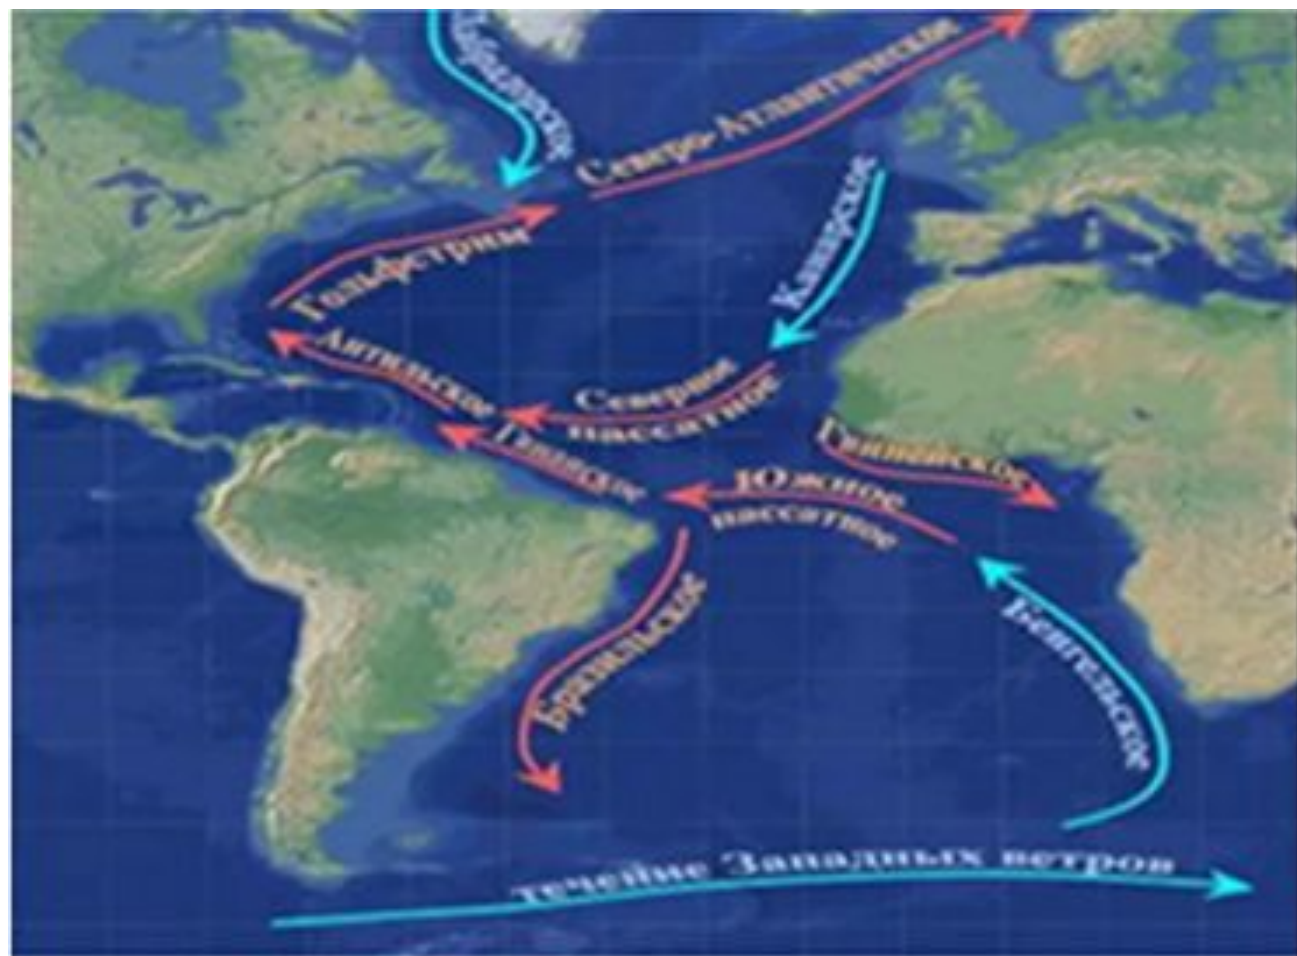 Лабрадорское
Северо-Атлантическое
Канарское
Гольфстрим
Антильское
Северное
пассатное
Гвианское
Гвинейское
Южное
пассатное
Бразильское
Бенгельское
течение Западных ветров